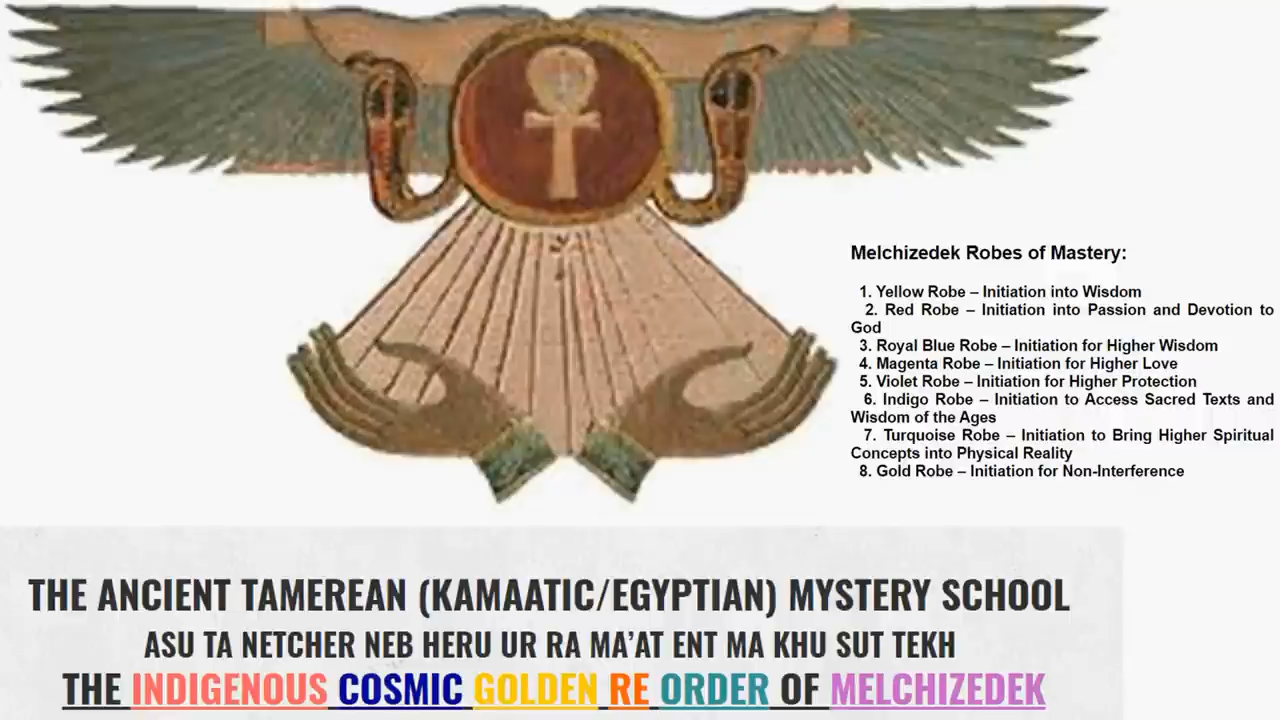 Melchizedek Robes of Mastery:
1. Yellow Robe – Initiation into Wisdom
2. Red Robe – Initiation into Passion and Devotion to
God
3. Royal Blue Robe – Initiation for Higher Wisdom
4. Magenta Robe – Initiation for Higher Love
5. Violet Robe – Initiation for Higher Protection
6. Indigo Robe – Initiation to Access Sacred Texts and
Wisdom of the Ages
7. Turquoise Robe – Initiation to Bring Higher Spiritual
Concepts into Physical Reality
8. Gold Robe – Initiation for Non-Interference
THE ANCIENT TAMEREAN (KAMAATIC/EGYPTIAN) MYSTERY SCHOOL
ASU TA NETCHER NEB HERU UR RA MA’AT ENT MA KHU SUT TEKH
THE INDIGENOUS COSMIC GOLDEN RE ORDER OF MELCHIZEDEK